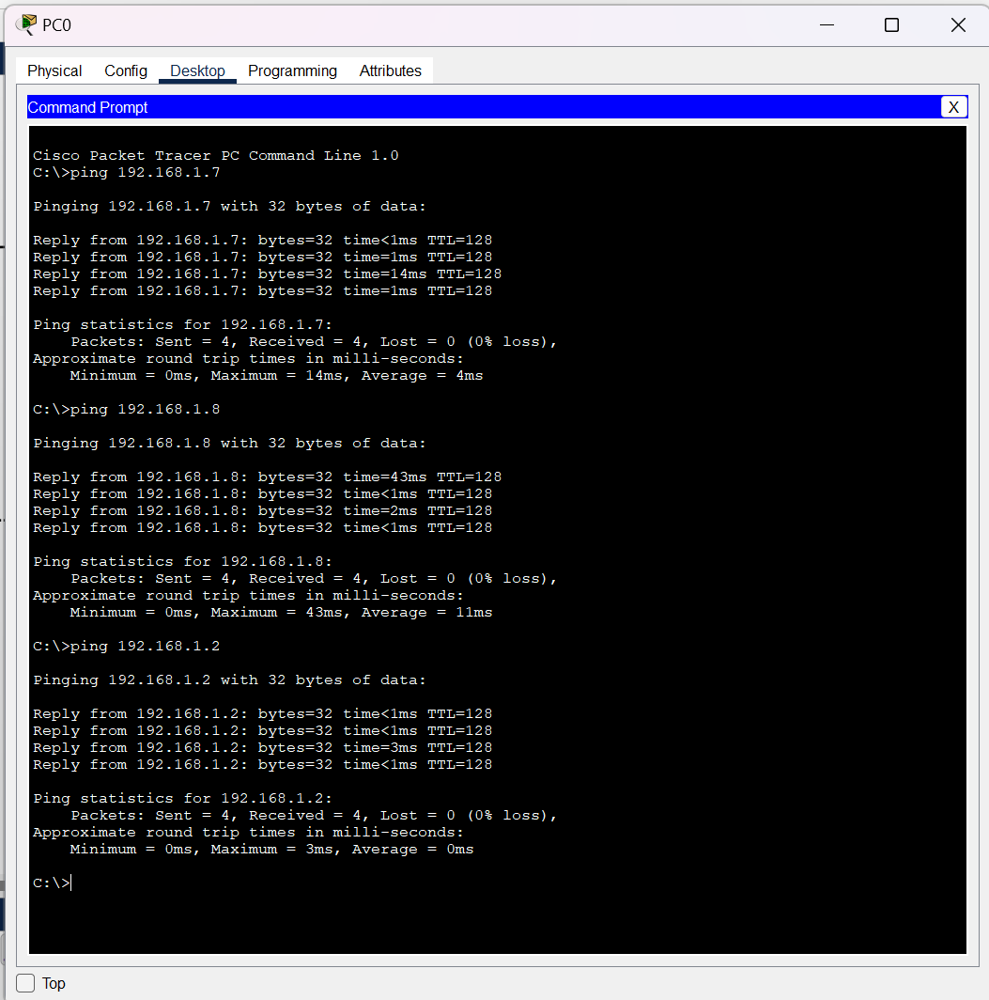 PC0
Physical Config Desktop Programming Attributes
Command Prompt
X
Cisco Packet Tracer PC Command Line 1.0
C:\>ping 192.168.1.7
Pinging 192.168.1.7 with 32 bytes of data:
Reply from 192.168.1.7: bytes=32 time<1ms TTL=128
Reply from 192.168.1.7: bytes=32 time=1ms TTL=128
Reply from 192.168.1.7: bytes=32 time=14ms TTL=128
Reply from 192.168.1.7: bytes=32 time=1ms TTL=128
Ping statistics for 192.168.1.7:
    Packets: Sent = 4, Received = 4, Lost = 0 (0% loss),
Approximate round trip times in milli-seconds:
    Minimum = 0ms, Maximum = 14ms, Average = 4ms
C:\>ping 192.168.1.8
Pinging 192.168.1.8 with 32 bytes of data:
Reply from 192.168.1.8: bytes=32 time=43ms TTL=128
Reply from 192.168.1.8: bytes=32 time<1ms TTL=128
Reply from 192.168.1.8: bytes=32 time=2ms TTL=128
Reply from 192.168.1.8: bytes=32 time<1ms TTL=128
Ping statistics for 192.168.1.8:
    Packets: Sent = 4, Received = 4, Lost = 0 (0% loss),
Approximate round trip times in milli-seconds:
    Minimum = 0ms, Maximum = 43ms, Average = 11ms
C:\>ping 192.168.1.2
Pinging 192.168.1.2 with 32 bytes of data:
Reply from 192.168.1.2: bytes=32 time<1ms TTL=128
Reply from 192.168.1.2: bytes=32 time<1ms TTL=128
Reply from 192.168.1.2: bytes=32 time=3ms TTL=128
Reply from 192.168.1.2: bytes=32 time<1ms TTL=128
Ping statistics for 192.168.1.2:
    Packets: Sent = 4, Received = 4, Lost = 0 (0% loss),
Approximate round trip times in milli-seconds:
    Minimum = 0ms, Maximum = 3ms, Average = 0ms
C:\>
Top